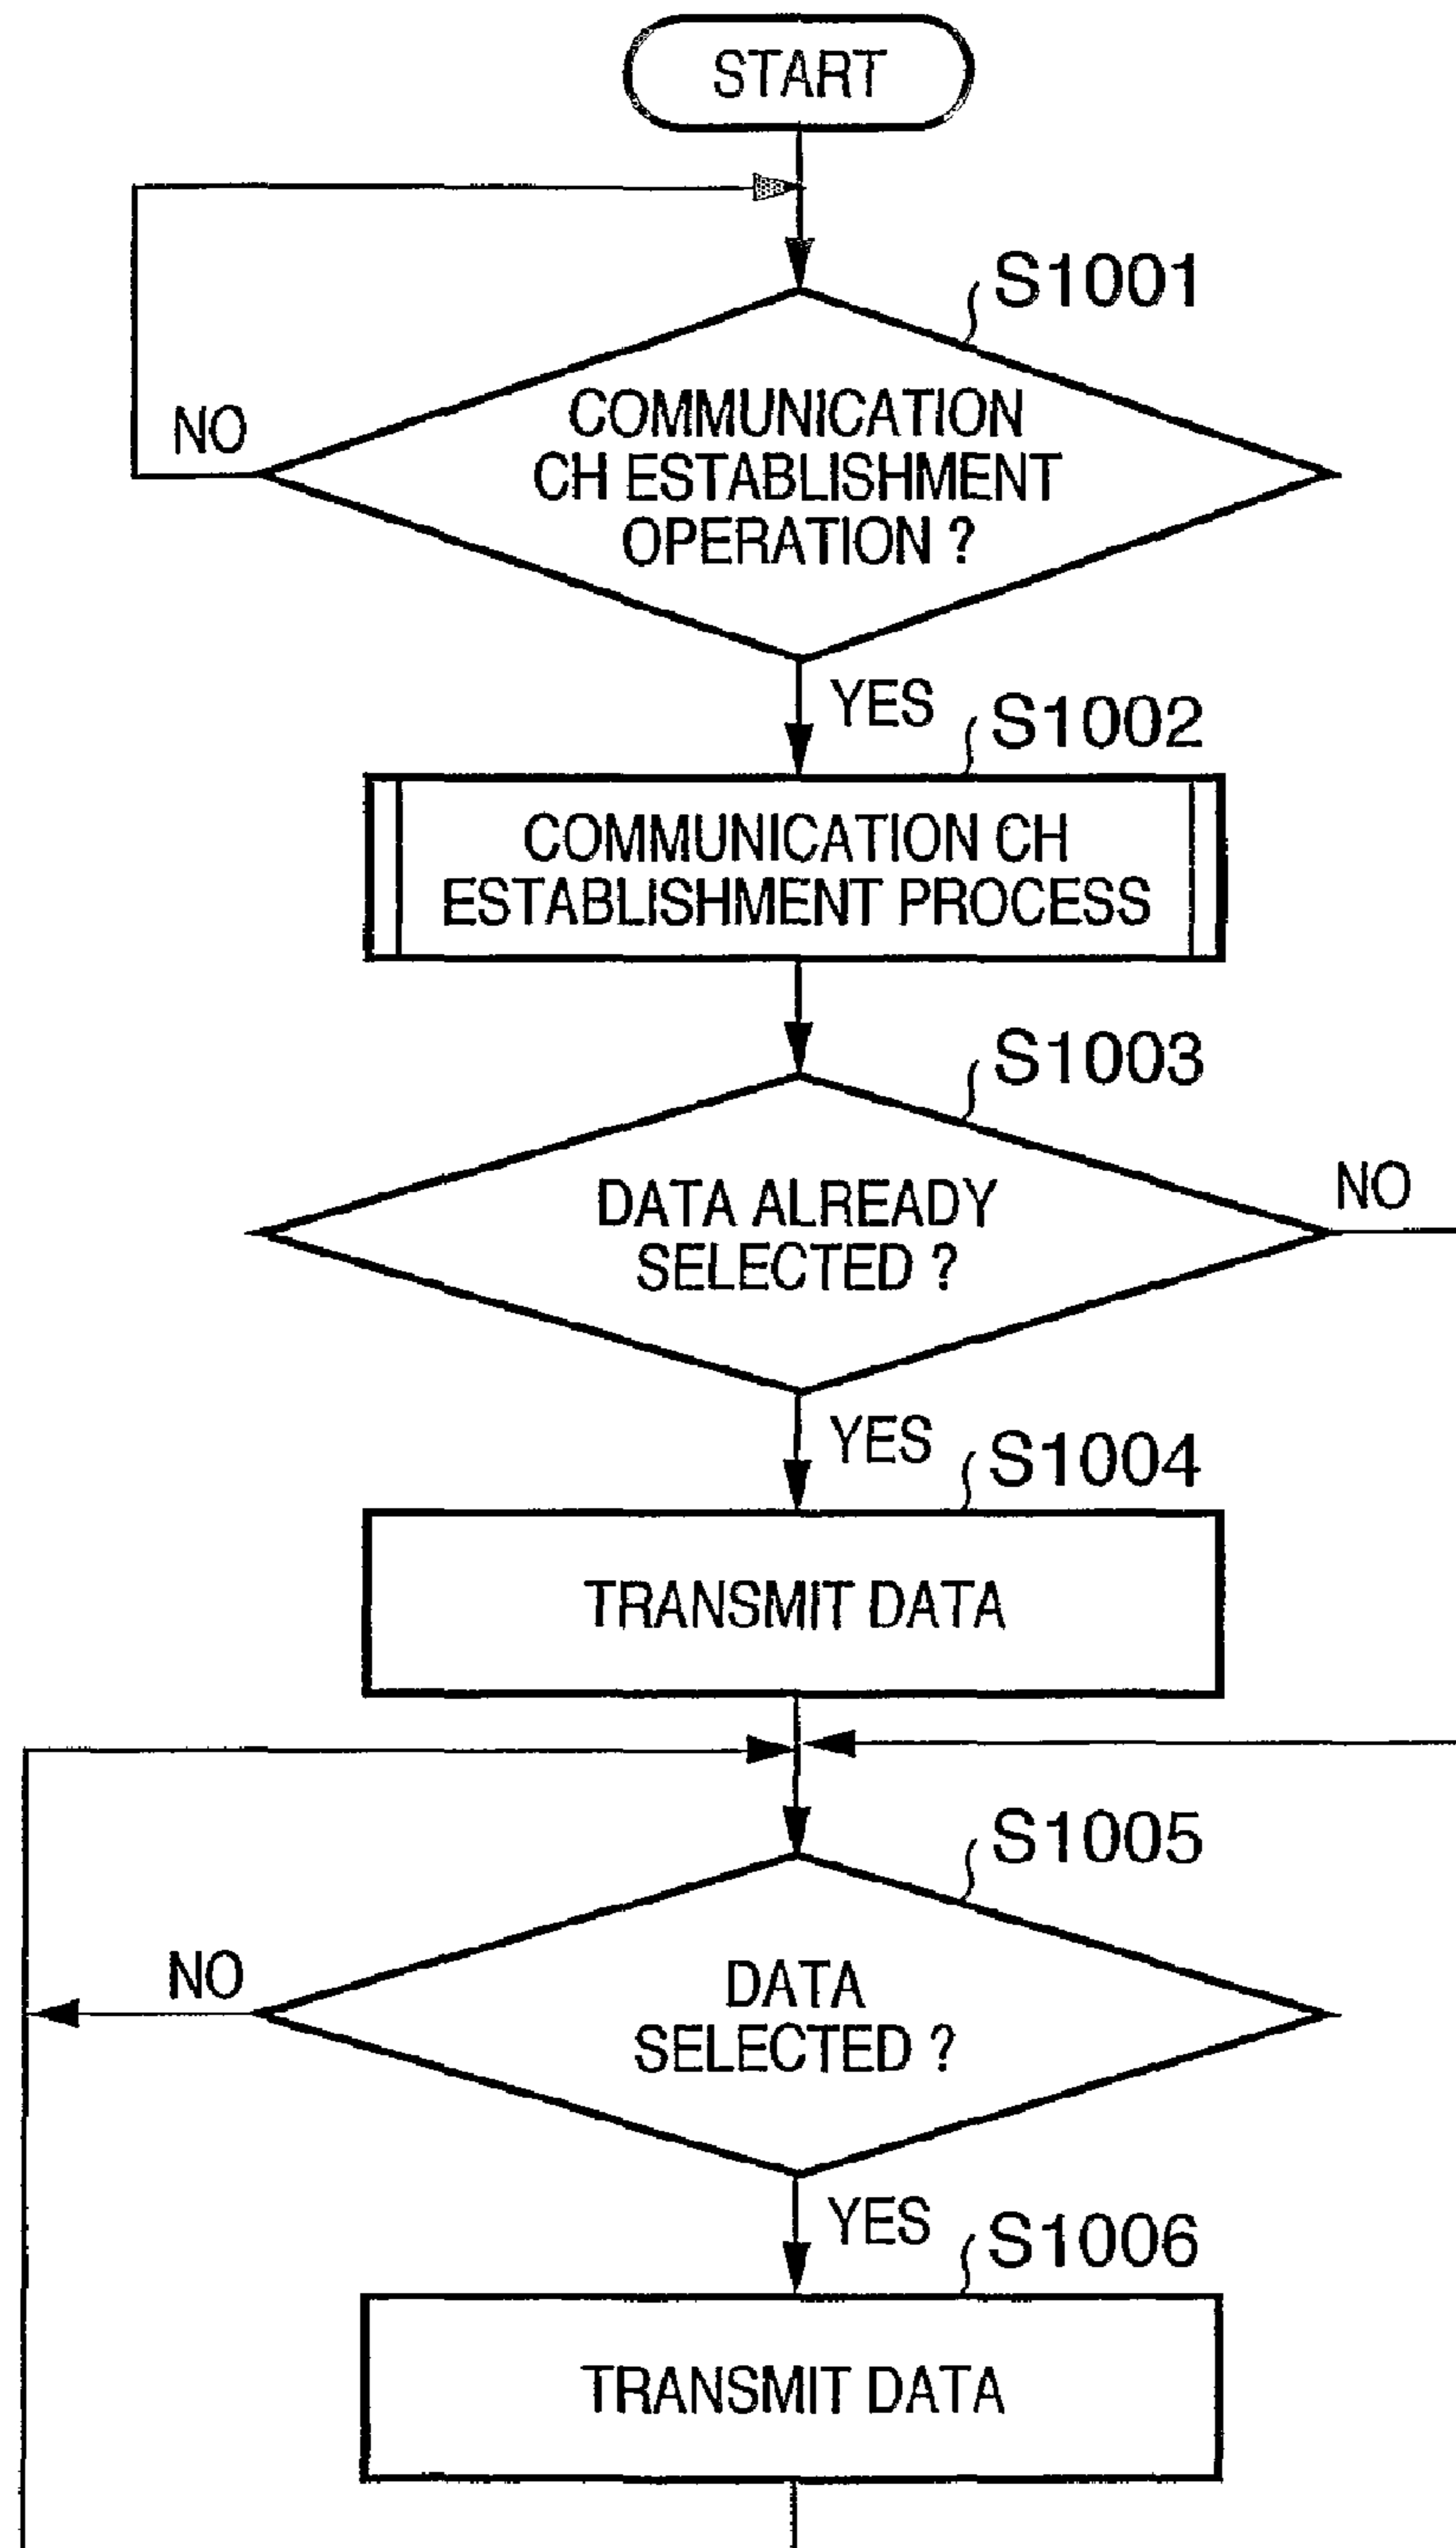 START
S1001
COMMUNICATION
CH ESTABLISHMENT
OPERATION ?
NO
YES
S1002
COMMUNICATION CH
ESTABLISHMENT PROCESS
S1003
DATA ALREADY
SELECTED ?
NO
YES
S1004
TRANSMIT DATA
S1005
DATA
SELECTED ?
NO
YES
S1006
TRANSMIT DATA